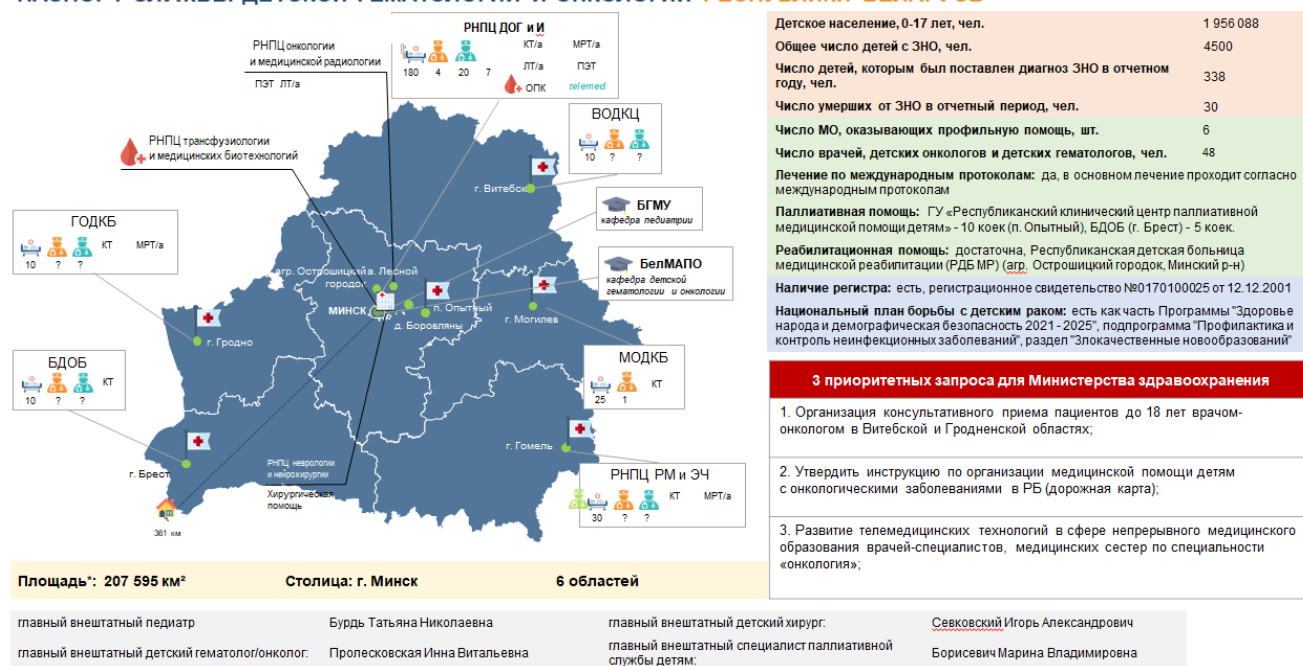 ПАСПОРТ СЛУЖБЫ ДЕТСКОЙ ГЕМАТОЛОГИИ И ОНКОЛОГИИ РЕСПУБЛИКИ БЕЛАРУСЬ
РНПЦ онкологии
и медицинской радиологии
ПЭТ ЛТ/а
РНПЦ ДОГ и И
КТ/а МРТ/а
ЛТ/а ПЭТ
180 4 20 7
ОПК telemed
РНПЦ трансфузиологии
и медицинских биотехнологий
ВОДКЦ
10 ? ?
г. Витебск
БГМУ
кафедра педиатрии
БелМАПО
кафедра детской
гематологии и онкологии
ГОДКБ
КТ МРТ/а
10 ? ?
агр. Острошицкий
городок
а. Лесной
МИНСК
п. Опытный
д. Боровляны
г. Могилев
г. Гродно
БДОБ
КТ
10 ? ?
МОДКБ
КТ
25 1
г. Гомель
г. Брест
РНПЦ неврологии
и нейрохирургии
Хирургическая
помощь
РНПЦ РМ и ЭЧ
КТ МРТ/а
30 ? ?
361 км
Площадь*: 207 595 км² Столица: г. Минск 6 областей
Детское население, 0-17 лет, чел. 1 956 088
Общее число детей с ЗНО, чел. 4500
Число детей, которым был поставлен диагноз ЗНО в отчетном
году, чел. 338
Число умерших от ЗНО в отчетный период, чел. 30
Число МО, оказывающих профильную помощь, шт. 6
Число врачей, детских онкологов и детских гематологов, чел. 48
Лечение по международным протоколам: да, в основном лечение проходит согласно
международным протоколам
Паллиативная помощь: ГУ «Республиканский клинический центр паллиативной
медицинской помощи детям» - 10 коек (п. Опытный), БДОБ (г. Брест) - 5 коек.
Реабилитационная помощь: достаточна, Республиканская детская больница
медицинской реабилитации (РДБ МР) (агр. Острошицкий городок, Минский р-н)
Наличие регистра: есть, регистрационное свидетельство №0170100025 от 12.12.2001
Национальный план борьбы с детским раком: есть как часть Программы "Здоровье
народа и демографическая безопасность 2021 - 2025", подпрограмма "Профилактика и
контроль неинфекционных заболеваний", раздел "Злокачественные новообразований"
3 приоритетных запроса для Министерства здравоохранения
1. Организация консультативного приема пациентов до 18 лет врачом-
онкологом в Витебской и Гродненской областях;
2. Утвердить инструкцию по организации медицинской помощи детям
с онкологическими заболеваниями в РБ (дорожная карта);
3. Развитие телемедицинских технологий в сфере непрерывного медицинского
образования врачей-специалистов, медицинских сестер по специальности
«онкология»;
главный внештатный педиатр Бурдь Татьяна Николаевна главный внештатный детский хирург: Севковский Игорь Александрович
главный внештатный детский гематолог/онколог: Пролесковская Инна Витальевна главный внештатный специалист паллиативной
службы детям: Борисевич Марина Владимировна